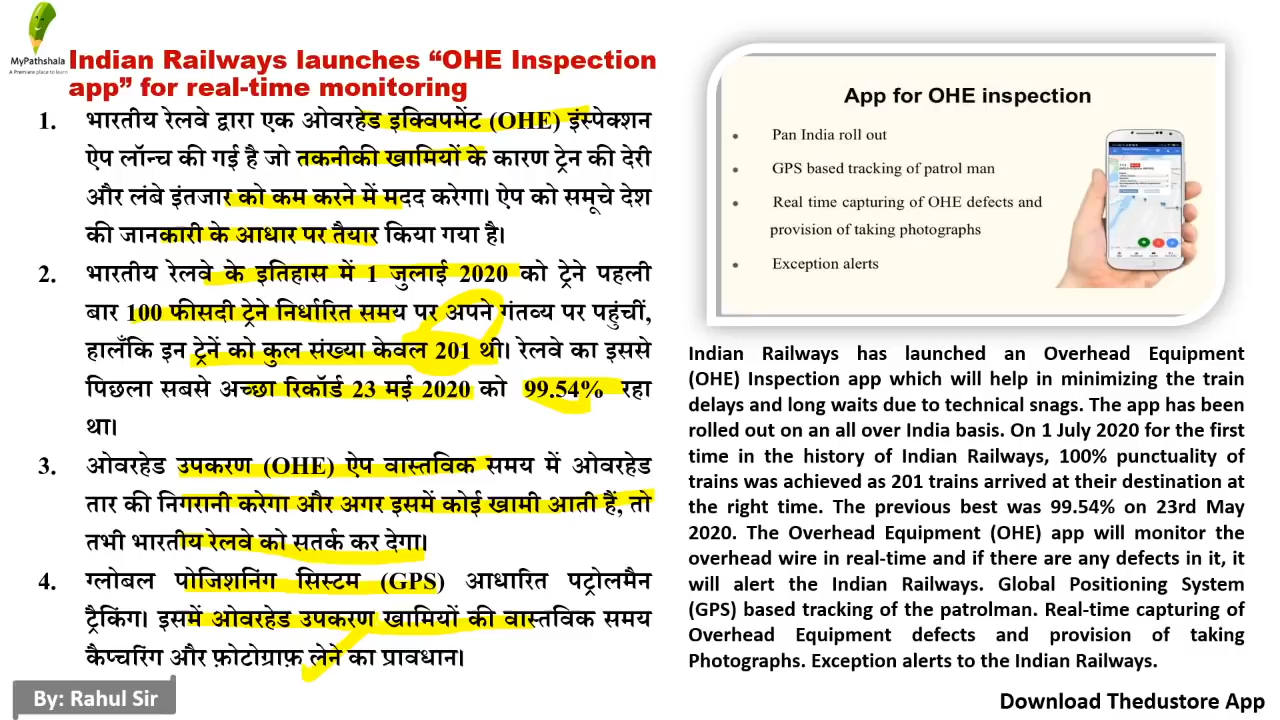 MyPathshala
A Premiere place to learn
Indian Railways launches “OHE Inspection
app” for real-time monitoring
1. भारतीय रेलवे द्वारा एक ओवरहेड इक्विपमेंट (OHE) इंस्पेक्शन
ऐप लॉन्च की गई है जो तकनीकी खामियों के कारण ट्रेन की देरी
और लंबे इंतजार को कम करने में मदद करेगा। ऐप को समूचे देश
की जानकारी के आधार पर तैयार किया गया है।
2. भारतीय रेलवे के इतिहास में 1 जुलाई 2020 को ट्रेने पहली
बार 100 फीसदी ट्रेने निर्धारित समय पर अपने गंतव्य पर पहुंचीं,
हालँकि इन ट्रेनें को कुल संख्या केवल 201 थी। रेलवे का इससे
पिछला सबसे अच्छा रिकॉर्ड 23 मई 2020 को 99.54% रहा
था।
3. ओवरहेड उपकरण (OHE) ऐप वास्तविक समय में ओवरहेड
तार की निगरानी करेगा और अगर इसमें कोई खामी आती हैं, तो
तभी भारतीय रेलवे को सतर्क कर देगा।
4. ग्लोबल पोजिशनिंग सिस्टम (GPS) आधारित पट्रोलमैन
ट्रैकिंग। इसमें ओवरहेड उपकरण खामियों की वास्तविक समय
कैप्चरिंग और फ़ोटोग्राफ़ लेने का प्रावधान।
By: Rahul Sir
App for OHE inspection
• Pan India roll out
• GPS based tracking of patrol man
• Real time capturing of OHE defects and
provision of taking photographs
• Exception alerts
Indian Railways has launched an Overhead Equipment
(OHE) Inspection app which will help in minimizing the train
delays and long waits due to technical snags. The app has been
rolled out on an all over India basis. On 1 July 2020 for the first
time in the history of Indian Railways, 100% punctuality of
trains was achieved as 201 trains arrived at their destination at
the right time. The previous best was 99.54% on 23rd May
2020. The Overhead Equipment (OHE) app will monitor the
overhead wire in real-time and if there are any defects in it, it
will alert the Indian Railways. Global Positioning System
(GPS) based tracking of the patrolman. Real-time capturing of
Overhead Equipment defects and provision of taking
Photographs. Exception alerts to the Indian Railways.
Download Thedustore App